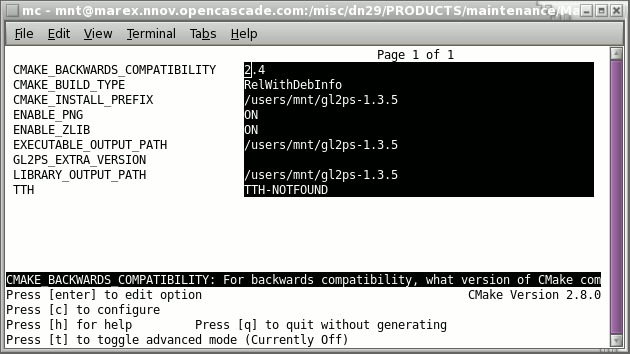 mc - mnt@marex.nnov.opencascade.com:/misc/dn29/PRODUCTS/maintenance/Ma
File Edit View Terminal Tabs Help
Page 1 of 1
CMAKE_BACKWARDS_COMPATIBILITY 2.4
CMAKE_BUILD_TYPE RelWithDebInfo
CMAKE_INSTALL_PREFIX /users/mnt/gl2ps-1.3.5
ENABLE_PNG ON
ENABLE_ZLIB ON
EXECUTABLE_OUTPUT_PATH /users/mnt/gl2ps-1.3.5
GL2PS_EXTRA_VERSION
LIBRARY_OUTPUT_PATH /users/mnt/gl2ps-1.3.5
TTH TTH-NOTFOUND
CMAKE_BACKWARDS_COMPATIBILITY: For backwards compatibility, what version of CMake com
Press [enter] to edit option CMake Version 2.8.0
Press [c] to configure
Press [h] for help Press [q] to quit without generating
Press [t] to toggle advanced mode (Currently Off)